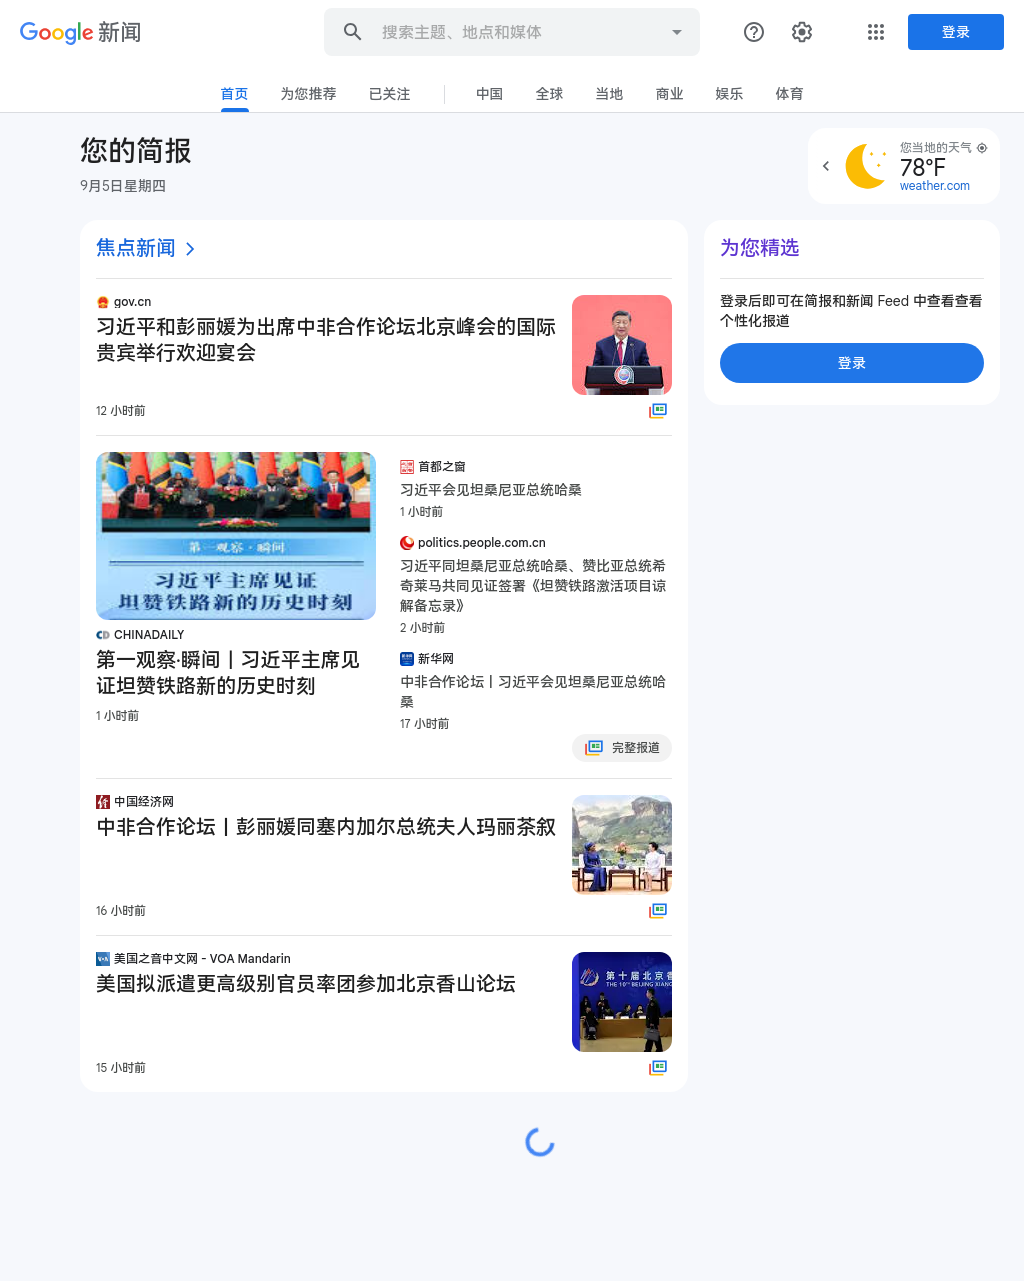 Google 新闻
搜索主题、地点和媒体
登录
首页
为您推荐
已关注
中国
全球
当地
商业
娱乐
体育
您的简报
9月5日星期四
您当地的天气
78°F
weather.com
焦点新闻
gov.cn
习近平和彭丽媛为出席中非合作论坛北京峰会的国际
贵宾举行欢迎宴会
12 小时前
第一观察·瞬间
习近平主席见证
坦赞铁路新的历史时刻
CHINADAILY
第一观察·瞬间丨习近平主席见
证坦赞铁路新的历史时刻
1 小时前
首都之窗
习近平会见坦桑尼亚总统哈桑
1 小时前
politics.people.com.cn
习近平同坦桑尼亚总统哈桑、赞比亚总统希
奇莱马共同见证签署《坦赞铁路激活项目谅
解备忘录》
2 小时前
新华网
中非合作论坛丨习近平会见坦桑尼亚总统哈
桑
17 小时前
完整报道
中国经济网
中非合作论坛丨彭丽媛同塞内加尔总统夫人玛丽茶叙
16 小时前
美国之音中文网 - VOA Mandarin
美国拟派遣更高级别官员率团参加北京香山论坛
第十届北京香
THE 10TH BEIJING XIANG
15 小时前
为您精选
登录后即可在简报和新闻 Feed 中查看查看
个性化报道
登录